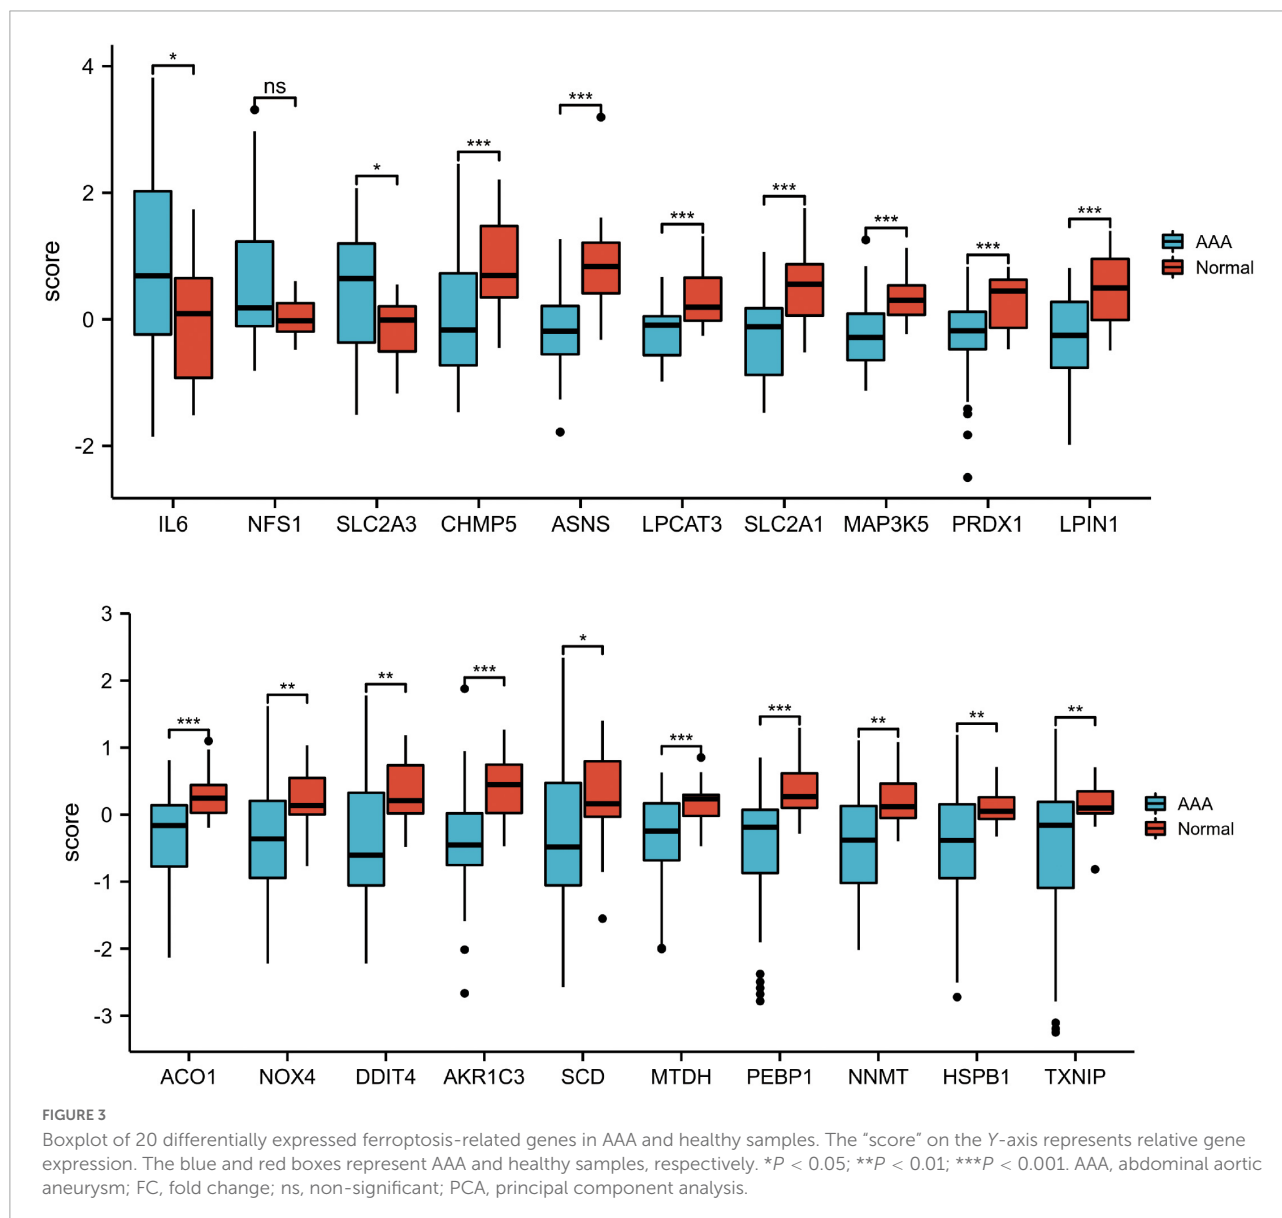 4
2
0
-2
score
*
ns
*
***
***
***
***
***
***
***
AAA
Normal
IL6 NFS1 SLC2A3 CHMP5 ASNS LPCAT3 SLC2A1 MAP3K5 PRDX1 LPIN1
3
2
1
0
-1
-2
-3
score
***
**
**
***
*
***
***
**
**
**
AAA
Normal
ACO1 NOX4 DDIT4 AKR1C3 SCD MTDH PEBP1 NNMT HSPB1 TXNIP
FIGURE 3
Boxplot of 20 differentially expressed ferroptosis-related genes in AAA and healthy samples. The “score” on the Y-axis represents relative gene
expression. The blue and red boxes represent AAA and healthy samples, respectively. *P < 0.05; **P < 0.01; ***P < 0.001. AAA, abdominal aortic
aneurysm; FC, fold change; ns, non-significant; PCA, principal component analysis.